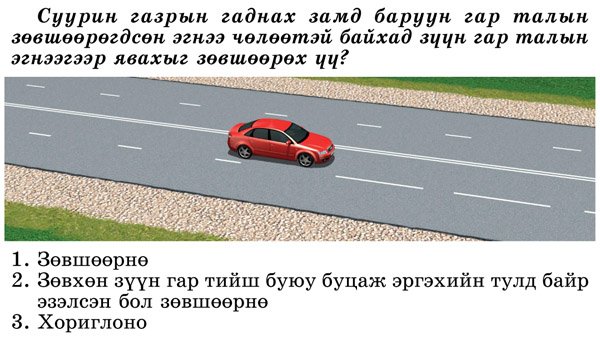 Суурин газрын гаднах замд баруун гар талын
зөвшөөрөгдсөн эгнээ чөлөөтэй байхад зүүн гар талын
эгнээгээр явахыг зөвшөөрөх үү?
1. Зөвшөөрнө
2. Зөвхөн зүүн гар тийш буюу буцаж эргэхийн тулд байр
эзэлсэн бол зөвшөөрнө
3. Хориглоно